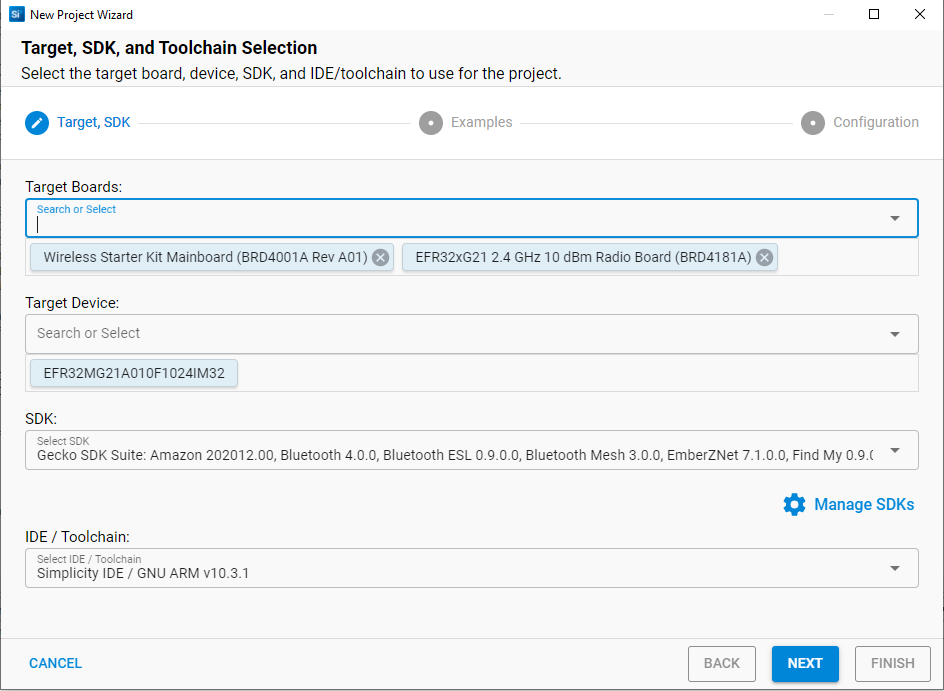 Si New Project Wizard
Target, SDK, and Toolchain Selection
Select the target board, device, SDK, and IDE/toolchain to use for the project.
Target, SDK Examples Configuration
Target Boards:
Search or Select
Wireless Starter Kit Mainboard (BRD4001A Rev A01) EFR32xG21 2.4 GHz 10 dBm Radio Board (BRD4181A)
Target Device:
Search or Select
EFR32MG21A010F1024IM32
SDK:
Select SDK
Gecko SDK Suite: Amazon 202012.00, Bluetooth 4.0.0, Bluetooth ESL 0.9.0.0, Bluetooth Mesh 3.0.0, EmberZNet 7.1.0.0, Find My 0.9.0
Manage SDKs
IDE / Toolchain:
Select IDE / Toolchain
Simplicity IDE / GNU ARM v10.3.1
CANCEL BACK NEXT FINISH